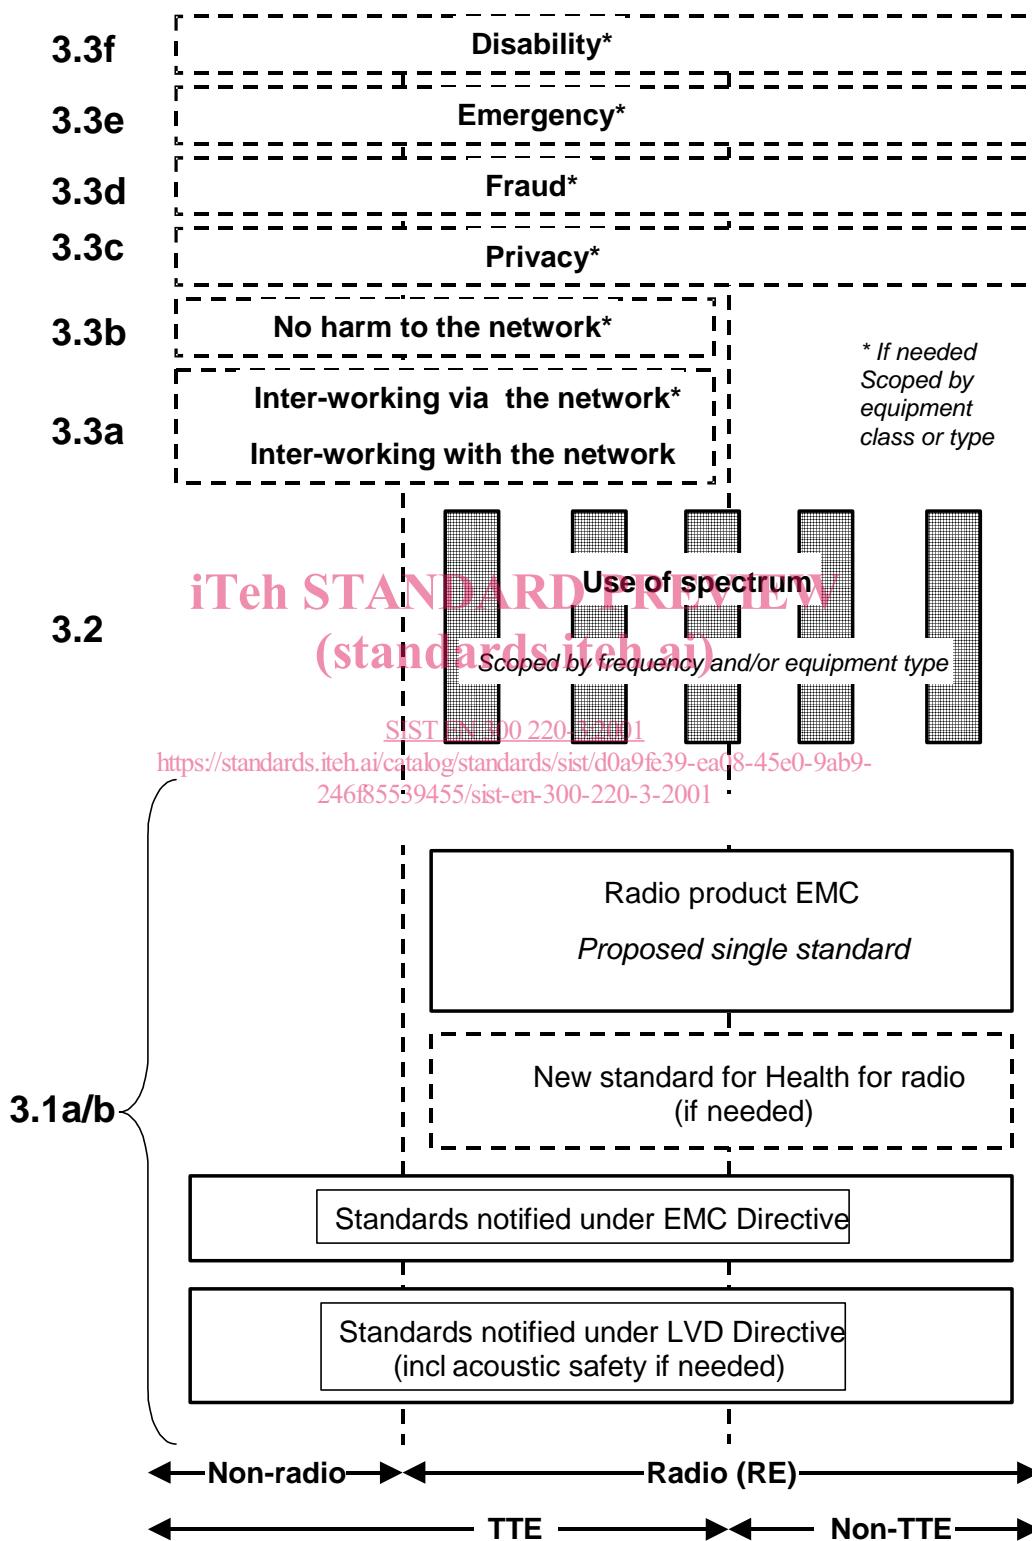 3.3f
Disability*
3.3e
Emergency*
3.3d
Fraud*
3.3c
Privacy*
3.3b
No harm to the network*
* If needed
Scoped by
equipment
class or type
3.3a
Inter-working via the network*
Inter-working with the network
3.2
Use of spectrum
iTeh STANDARD PREVIEW
(standards.iteh.ai)
Scoped by frequency and/or equipment type
SIST EN 300 220-3:2001
https://standards.iteh.ai/catalog/standards/sist/d0a9fe39-ea08-45e0-9ab9-
246f85539455/sist-en-300-220-3-2001
Radio product EMC
Proposed single standard
3.1a/b
New standard for Health for radio
(if needed)
Standards notified under EMC Directive
Standards notified under LVD Directive
(incl acoustic safety if needed)
Non-radio
Radio (RE)
TTE
Non-TTE